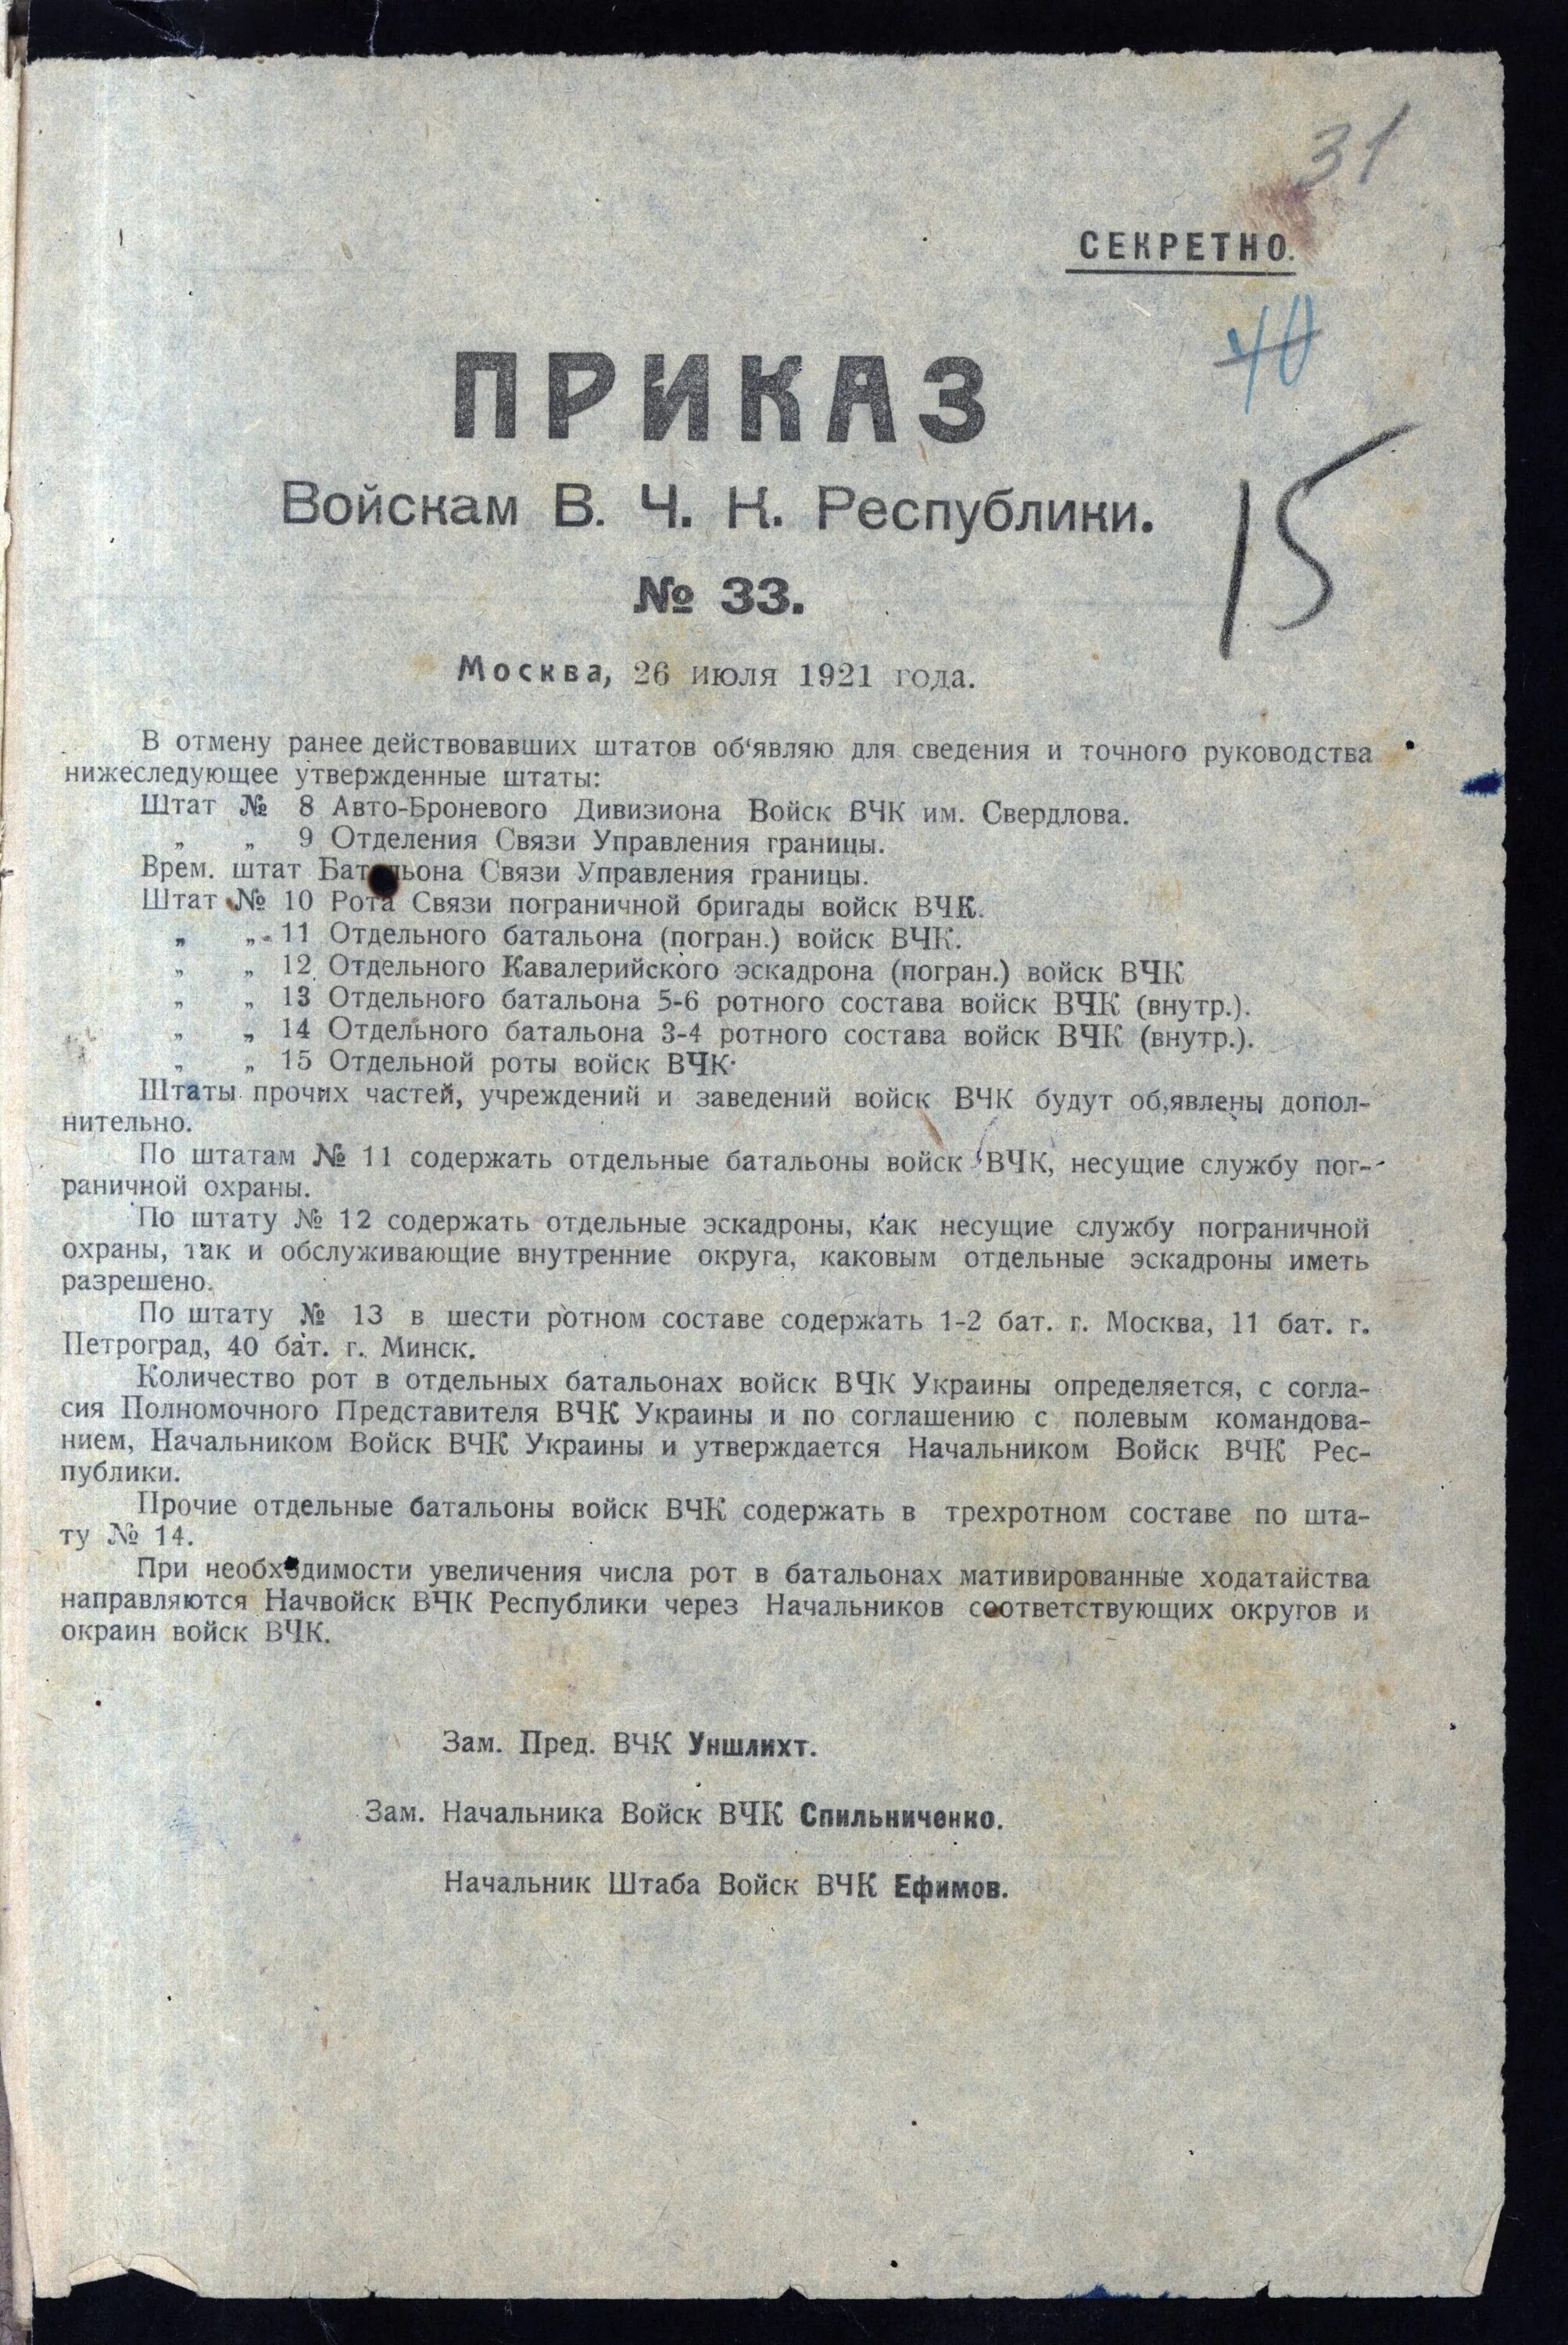 31
СЕКРЕТНО.
40
ПРИКАЗ
Войскам В. Ч. К. Республики.
15
№ 33.
Москва, 26 июля 1921 года.
В отмену ранее действовавших штатов об‘являю для сведения и точного руководства
нижеследующее утвержденные штаты:
Штат № 8 Авто-Броневого Дивизиона Войск ВЧК им. Свердлова.
„ „ 9 Отделения Связи Управления границы.
Врем. штат Батальона Связи Управления границы.
Штат № 10 Рота Связи пограничной бригады войск ВЧК.
„ „ 11 Отдельного батальона (погран.) войск ВЧК.
„ „ 12 Отдельного Кавалерийского эскадрона (погран.) войск ВЧК
„ „ 13 Отдельного батальона 5-6 ротного состава войск ВЧК (внутр.).
„ „ 14 Отдельного батальона 3-4 ротного состава войск ВЧК (внутр.).
„ „ 15 Отдельной роты войск ВЧК.
Штаты прочих частей, учреждений и заведений войск ВЧК будут об,явлены допол-
нительно.
По штатам № 11 содержать отдельные батальоны войск ВЧК, несущие службу пог-
раничной охраны.
По штату № 12 содержать отдельные эскадроны, как несущие службу пограничной
охраны, так и обслуживающие внутренние округа, каковым отдельные эскадроны иметь
разрешено.
По штату № 13 в шести ротном составе содержать 1-2 бат. г. Москва, 11 бат. г.
Петроград, 40 бат. г. Минск.
Количество рот в отдельных батальонах войск ВЧК Украины определяется, с согла-
сия Полномочного Представителя ВЧК Украины и по соглашению с полевым командова-
нием, Начальником Войск ВЧК Украины и утверждается Начальником Войск ВЧК Рес-
публики.
Прочие отдельные батальоны войск ВЧК содержать в трехротном составе по шта-
ту № 14.
При необходимости увеличения числа рот в батальонах мативированные ходатайства
направляются Начвойск ВЧК Республики через Начальников соответствующих округов и
окраин войск ВЧК.
Зам. Пред. ВЧК Уншлихт.
Зам. Начальника Войск ВЧК Спильниченко.
Начальник Штаба Войск ВЧК Ефимов.